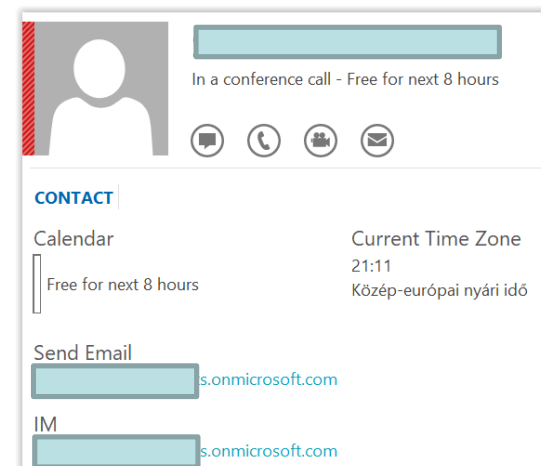 In a conference call - Free for next 8 hours
CONTACT
Calendar
Free for next 8 hours
Current Time Zone
21:11
Közép-európai nyári idő
Send Email
s.onmicrosoft.com
IM
s.onmicrosoft.com